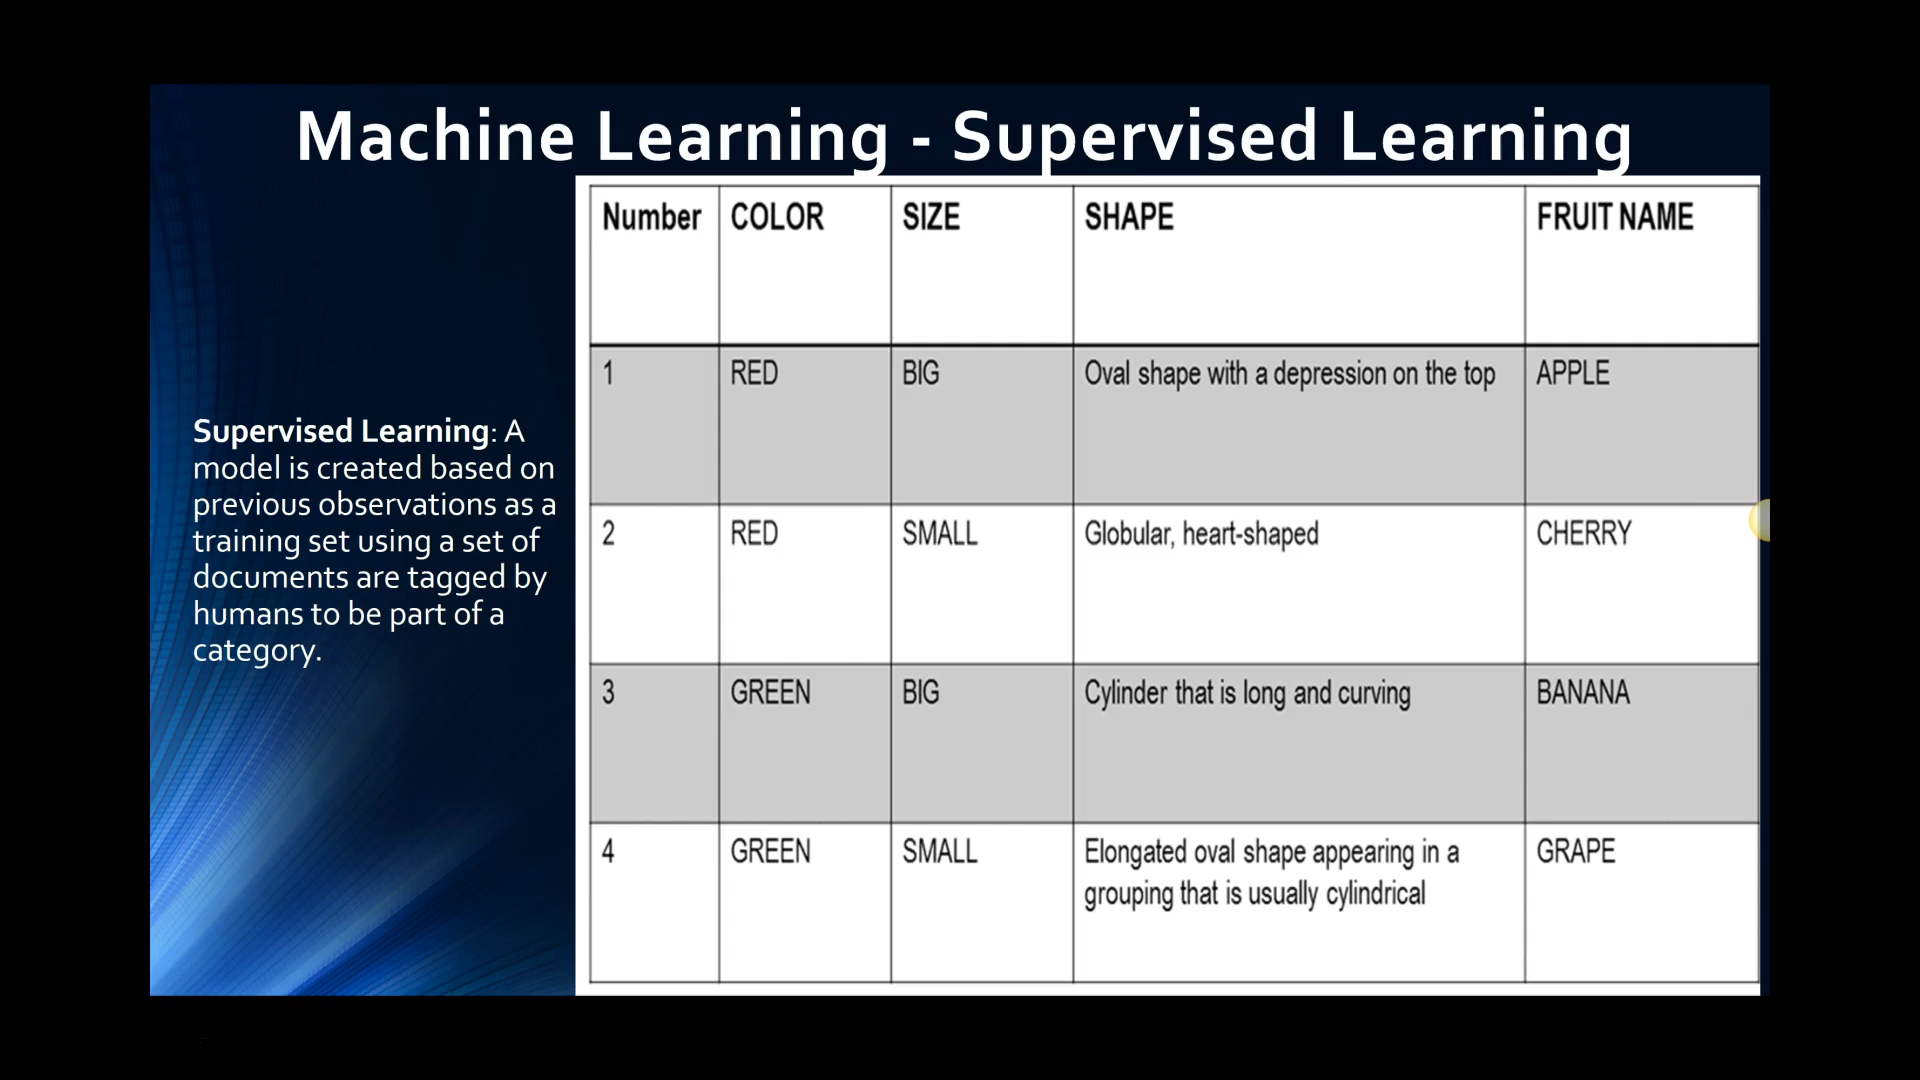 Machine Learning - Supervised Learning
Supervised Learning: A
model is created based on
previous observations as a
training set using a set of
documents are tagged by
humans to be part of a
category.
Number COLOR SIZE SHAPE FRUIT NAME
1 RED BIG Oval shape with a depression on the top APPLE
2 RED SMALL Globular, heart-shaped CHERRY
3 GREEN BIG Cylinder that is long and curving BANANA
4 GREEN SMALL Elongated oval shape appearing in a GRAPE
grouping that is usually cylindrical